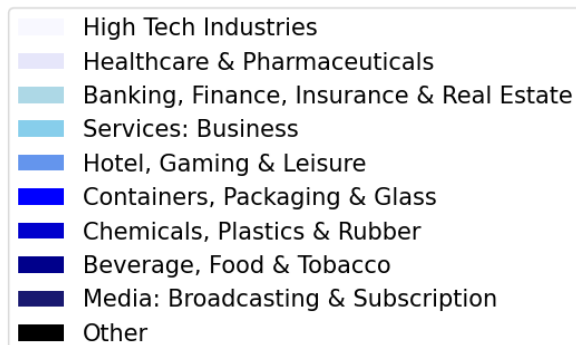 High Tech Industries
Healthcare & Pharmaceuticals
Banking, Finance, Insurance & Real Estate
Services: Business
Hotel, Gaming & Leisure
Containers, Packaging & Glass
Chemicals, Plastics & Rubber
Beverage, Food & Tobacco
Media: Broadcasting & Subscription
Other